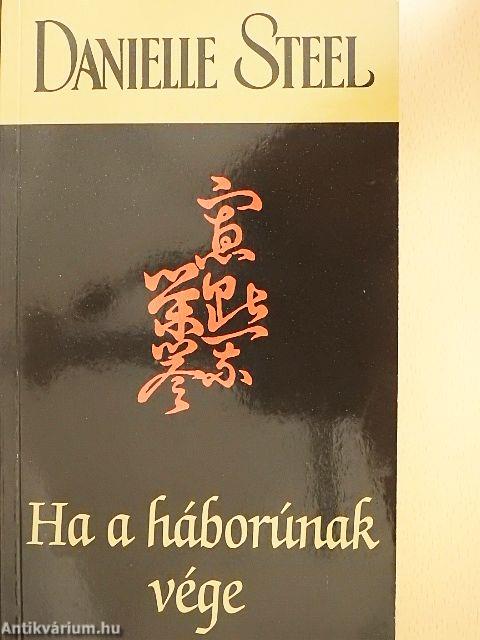 DANIELLE STEEL
Ha a háborúnak
vége
Antikvárium.hu